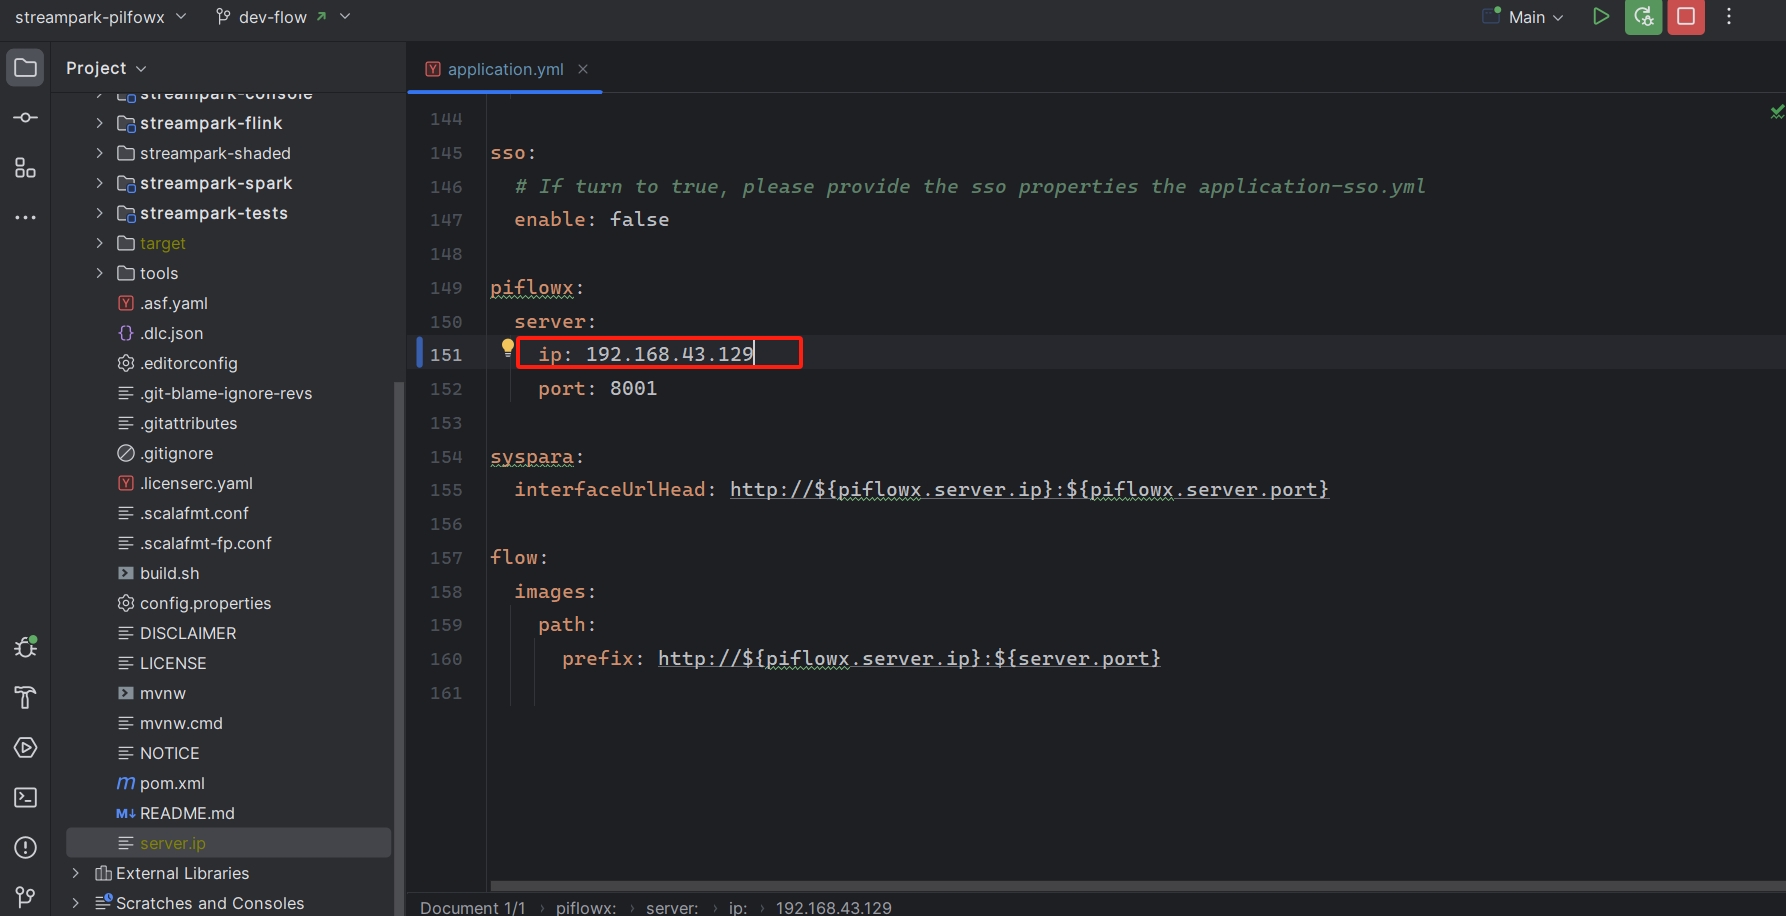 streampark-pilfowx dev-flow Main
Project
application.yml
streampark-console
streampark-flink
streampark-shaded
streampark-spark
streampark-tests
target
tools
.asf.yaml
.dlc.json
.editorconfig
.git-blame-ignore-revs
.gitattributes
.gitignore
.licenserc.yaml
.scalafmt.conf
.scalafmt-fp.conf
build.sh
config.properties
DISCLAIMER
LICENSE
mvnw
mvnw.cmd
NOTICE
pom.xml
README.md
server.ip
External Libraries
Scratches and Consoles
144
145 sso:
146 # If turn to true, please provide the sso properties the application-sso.yml
147 enable: false
148
149 piflowx:
150 server:
151 ip: 192.168.43.129
152 port: 8001
153
154 syspara:
155 interfaceUrlHead: http://${piflowx.server.ip}:${piflowx.server.port}
156
157 flow:
158 images:
159 path:
160 prefix: http://${piflowx.server.ip}:${server.port}
161
Document 1/1 › piflowx: › server: › ip: › 192.168.43.129